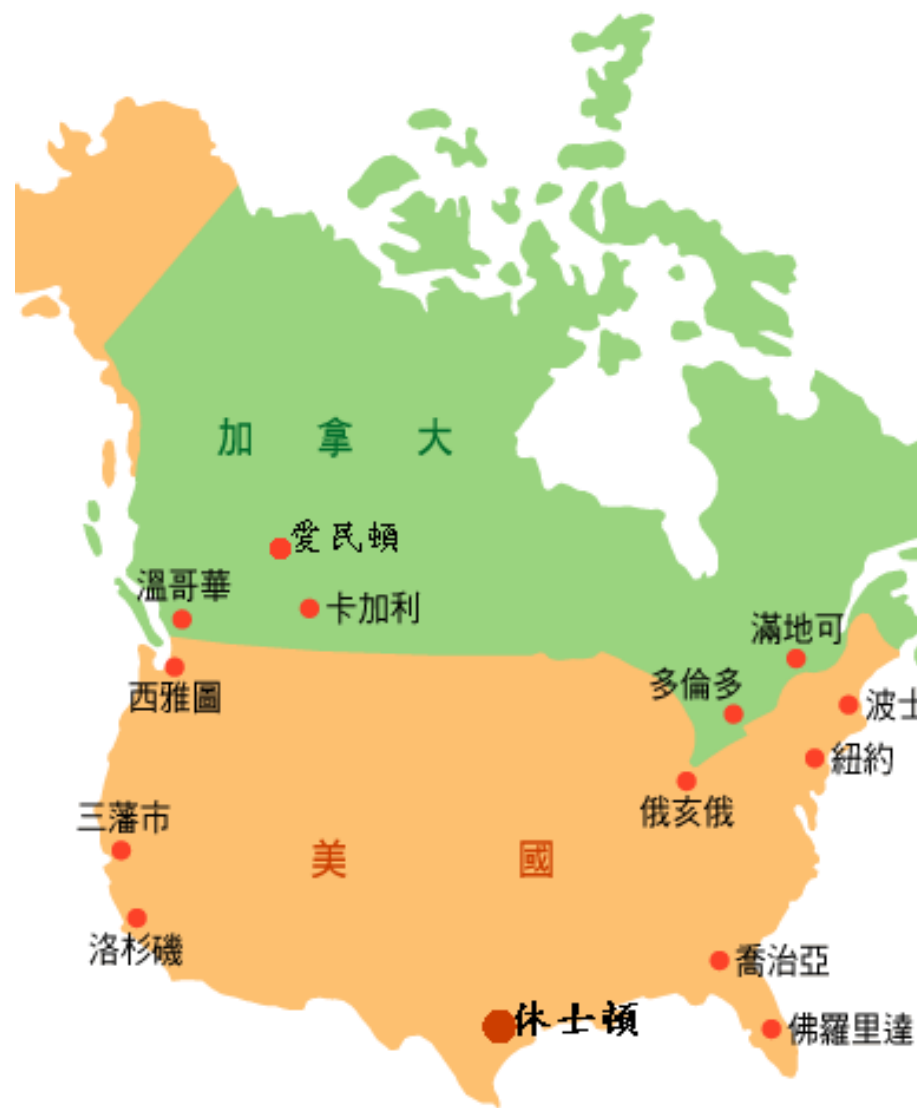 加拿大
愛民頓
溫哥華
卡加利
滿地可
西雅圖
多倫多
波士
紐約
三藩市
俄亥俄
美國
洛杉磯
喬治亞
休士頓
佛羅里達